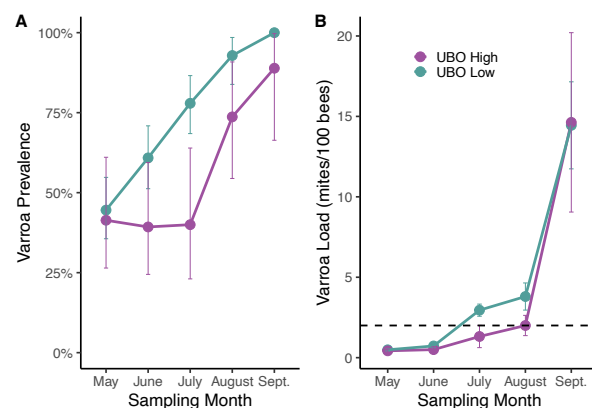 A
Varroa Prevalence
100%
75%
50%
25%
0%
May June July August Sept.
Sampling Month
B
Varroa Load (mites/100 bees)
20
15
10
5
0
UBO High
UBO Low
May June July August Sept.
Sampling Month